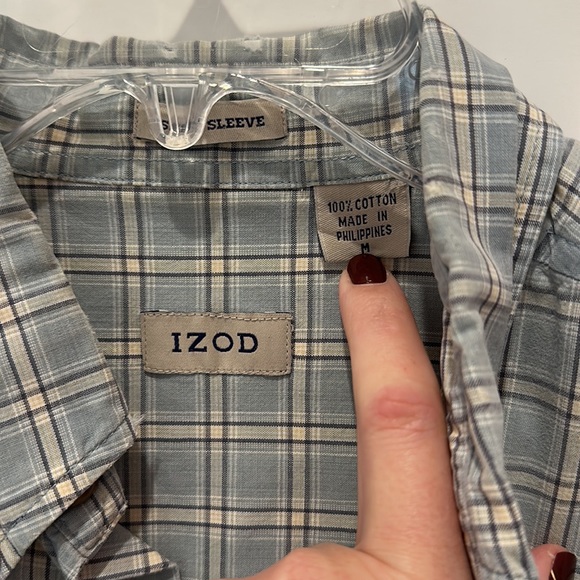 SLEEVE
100% COTTON
MADE IN
PHILIPPINES
M
IZOD